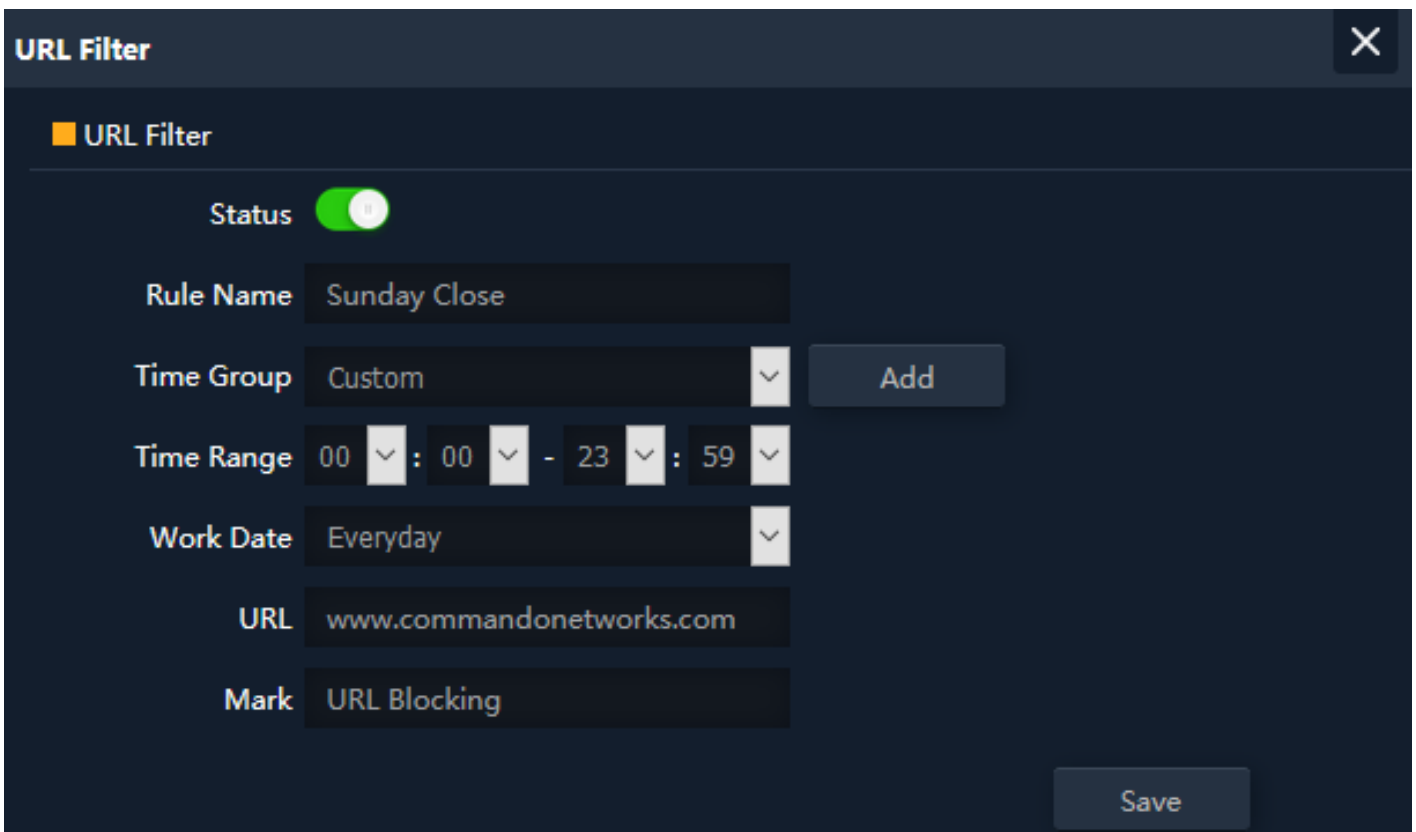 URL Filter
URL Filter
Status
Rule Name Sunday Close
Time Group Custom Add
Time Range 00 : 00 - 23 : 59
Work Date Everyday
URL www.commandonetworks.com
Mark URL Blocking
Save